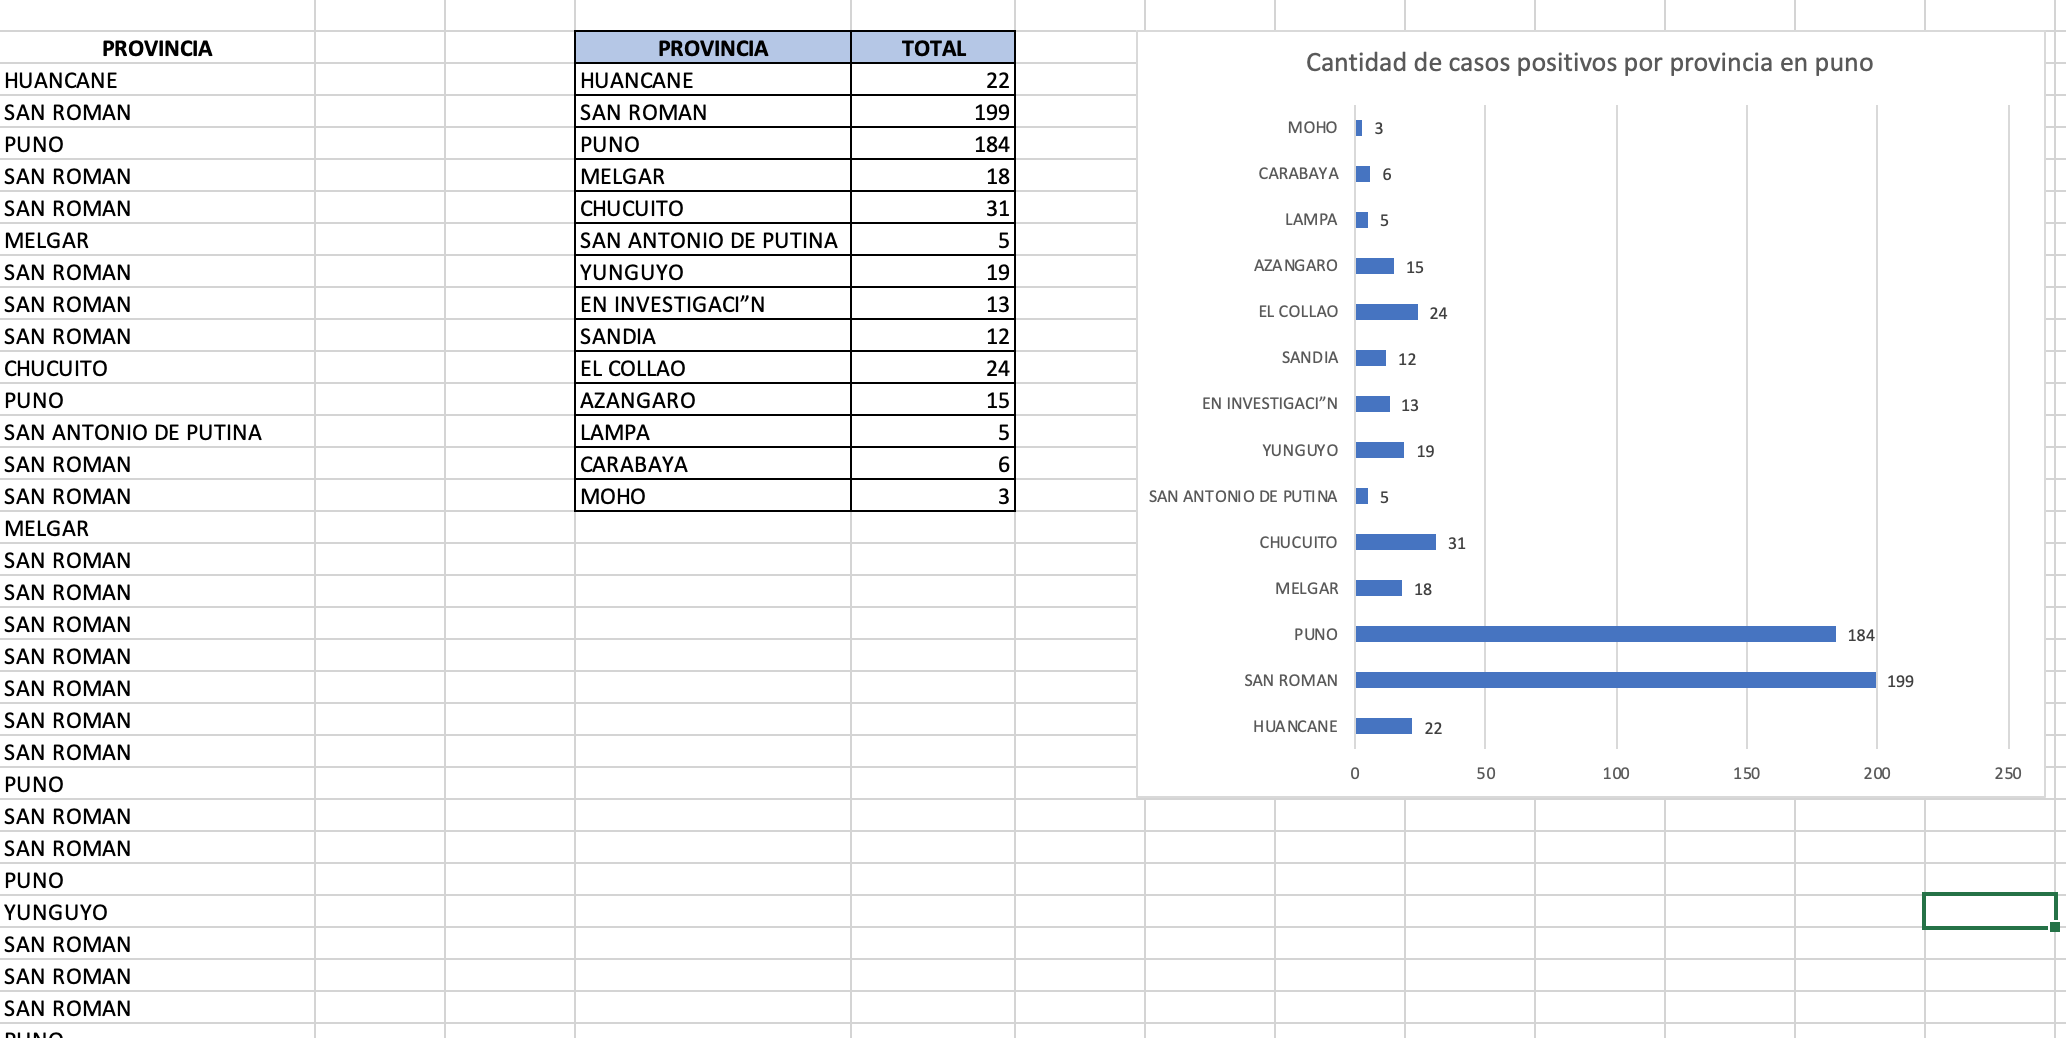 PROVINCIA
HUANCANE
SAN ROMAN
PUNO
SAN ROMAN
SAN ROMAN
MELGAR
SAN ROMAN
SAN ROMAN
SAN ROMAN
CHUCUITO
PUNO
SAN ANTONIO DE PUTINA
SAN ROMAN
SAN ROMAN
MELGAR
SAN ROMAN
SAN ROMAN
SAN ROMAN
SAN ROMAN
SAN ROMAN
SAN ROMAN
SAN ROMAN
PUNO
SAN ROMAN
SAN ROMAN
PUNO
YUNGUYO
SAN ROMAN
SAN ROMAN
SAN ROMAN
PUNO
PROVINCIA TOTAL
HUANCANE 22
SAN ROMAN 199
PUNO 184
MELGAR 18
CHUCUITO 31
SAN ANTONIO DE PUTINA 5
YUNGUYO 19
EN INVESTIGACI”N 13
SANDIA 12
EL COLLAO 24
AZANGARO 15
LAMPA 5
CARABAYA 6
MOHO 3
Cantidad de casos positivos por provincia en puno
MOHO 3
CARABAYA 6
LAMPA 5
AZANGARO 15
EL COLLAO 24
SANDIA 12
EN INVESTIGACI”N 13
YUNGUYO 19
SAN ANTONIO DE PUTINA 5
CHUCUITO 31
MELGAR 18
PUNO 184
SAN ROMAN 199
HUANCANE 22
0 50 100 150 200 250